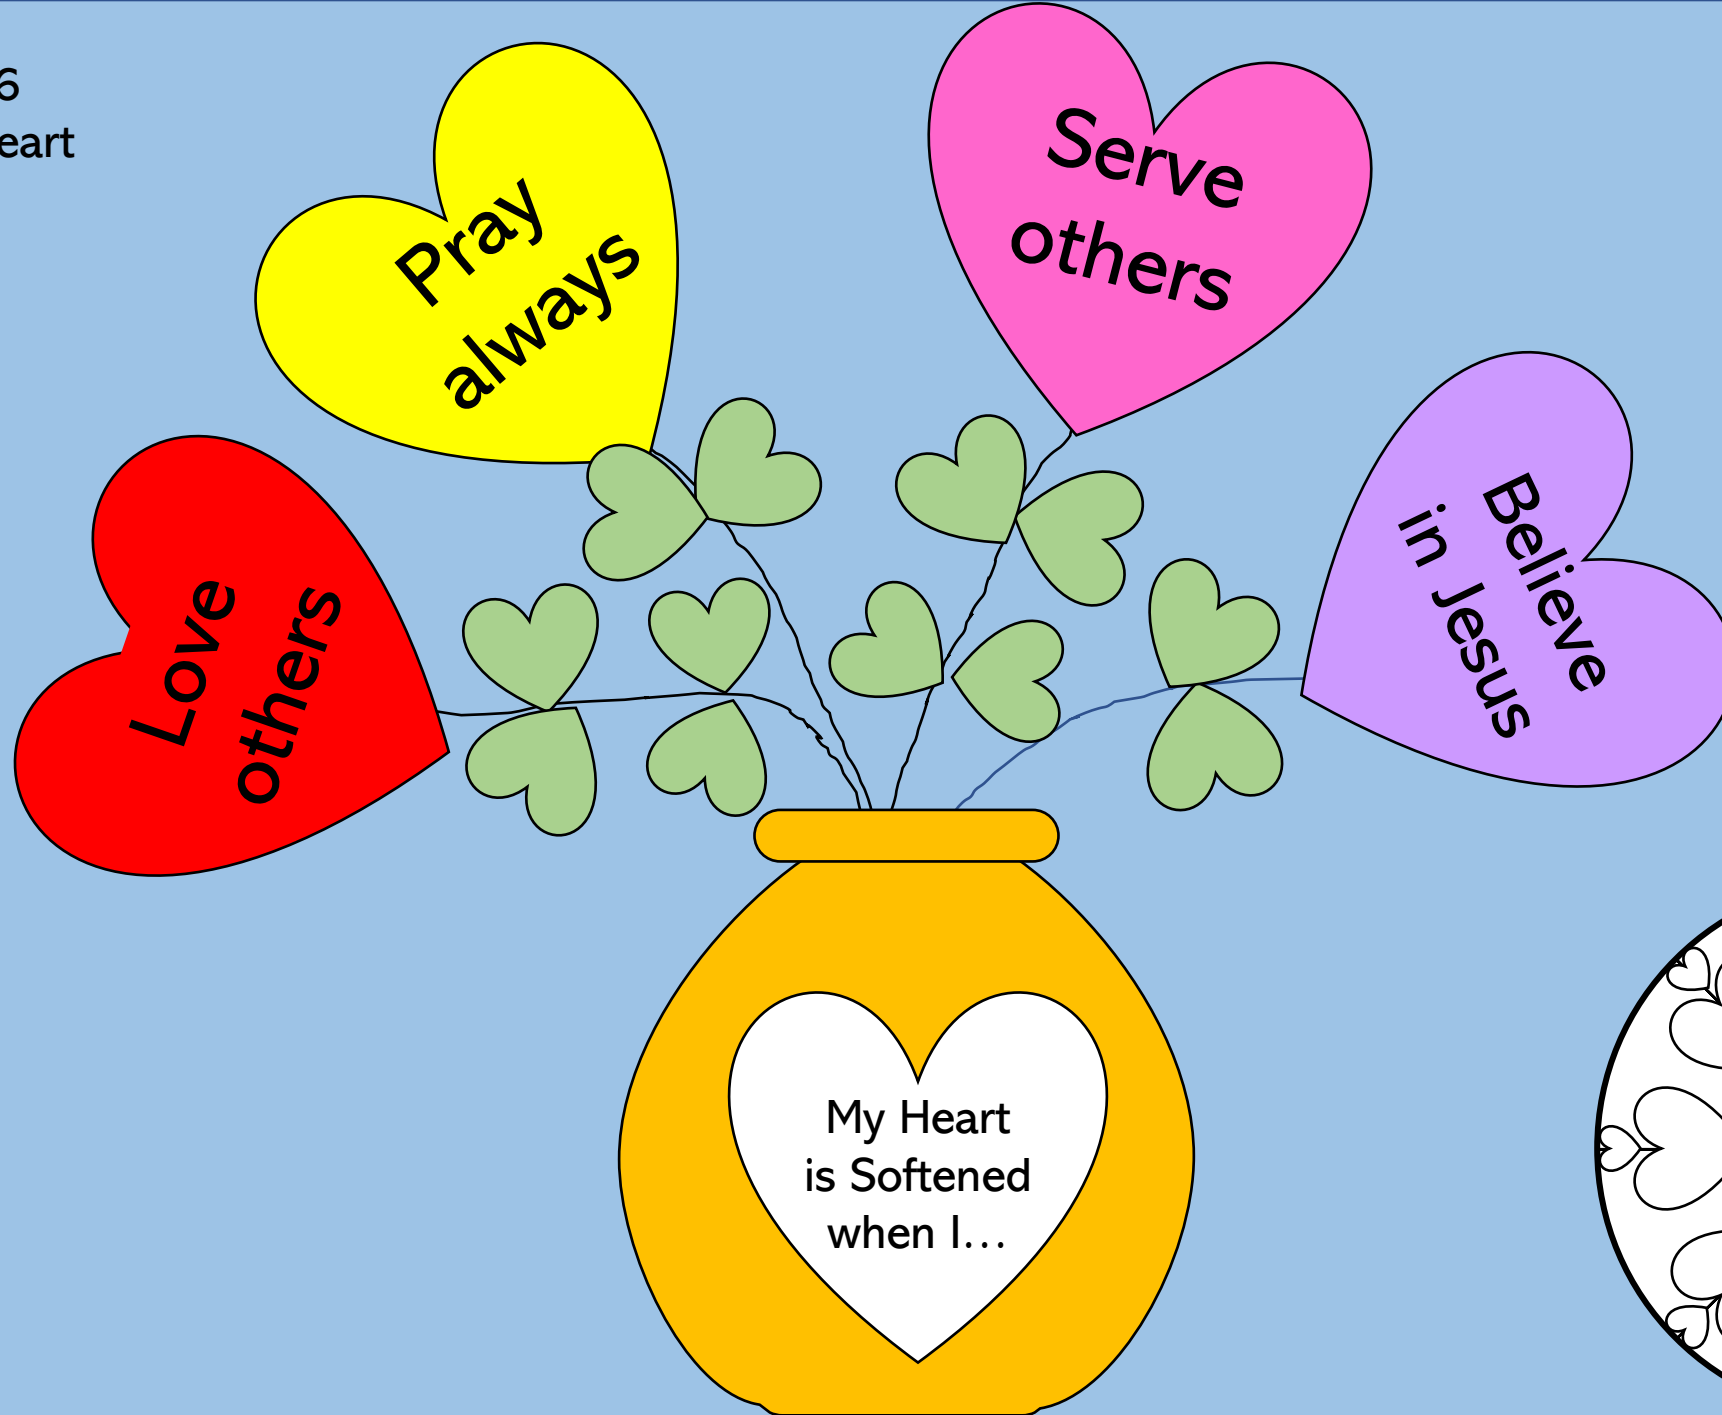 6
eart
Pray
always
Serve
others
Love
others
Believe
in Jesus
My Heart
is Softened
when I…